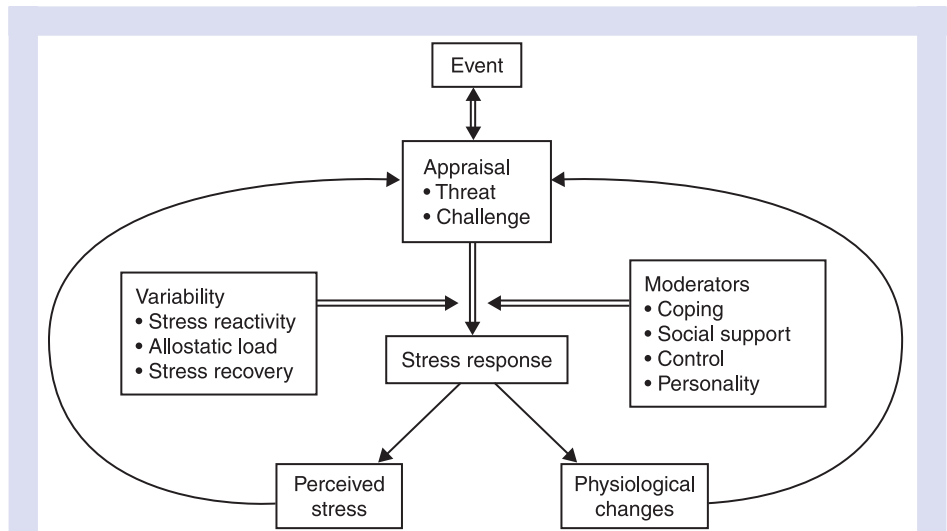 Event
Appraisal
• Threat
• Challenge
Variability
• Stress reactivity
• Allostatic load
• Stress recovery
Moderators
• Coping
• Social support
• Control
• Personality
Stress response
Perceived
stress
Physiological
changes